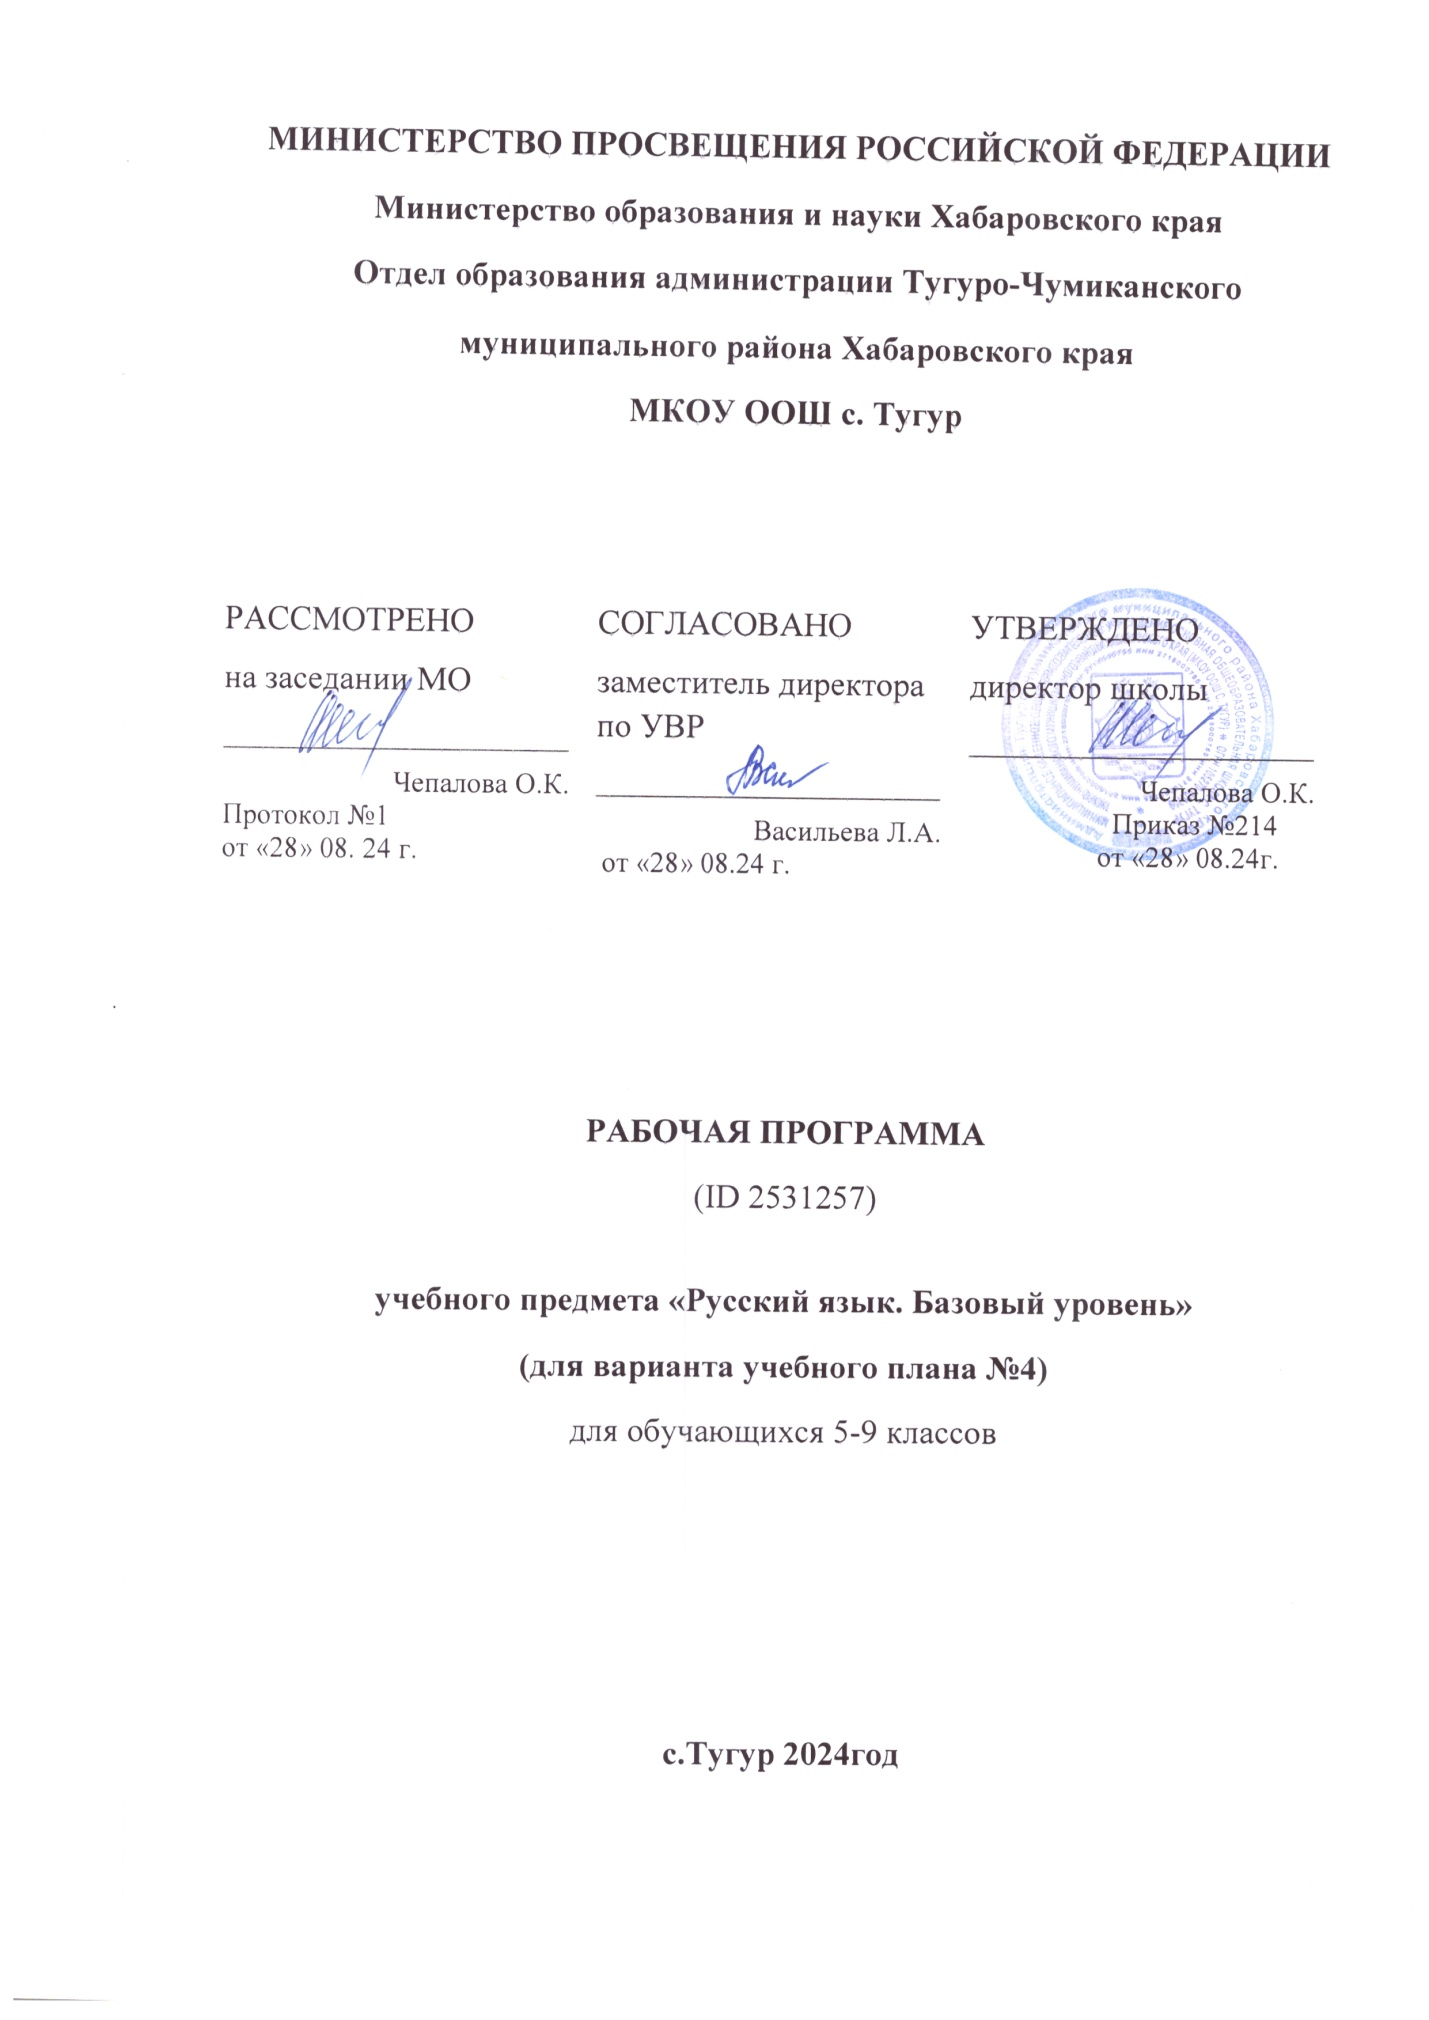 МИНИСТЕРСТВО ПРОСВЕЩЕНИЯ РОССИЙСКОЙ ФЕДЕРАЦИИ
Министерство образования и науки Хабаровского края
Отдел образования администрации Тугуро-Чумиканского
муниципального района Хабаровского края
МКОУ ООШ с. Тугур
РАССМОТРЕНО
на заседании МО
Чепалова О.К.
Протокол №1
от «28» 08. 24 г.
СОГЛАСОВАНО
заместитель директора
по УВР
Васильева Л.А.
от «28» 08.24 г.
УТВЕРЖДЕНО
директор школы
Чепалова О.К.
Приказ №214
от «28» 08.24г.
РАБОЧАЯ ПРОГРАММА
(ID 2531257)
учебного предмета «Русский язык. Базовый уровень»
(для варианта учебного плана №4)
для обучающихся 5-9 классов
с.Тугур 2024год